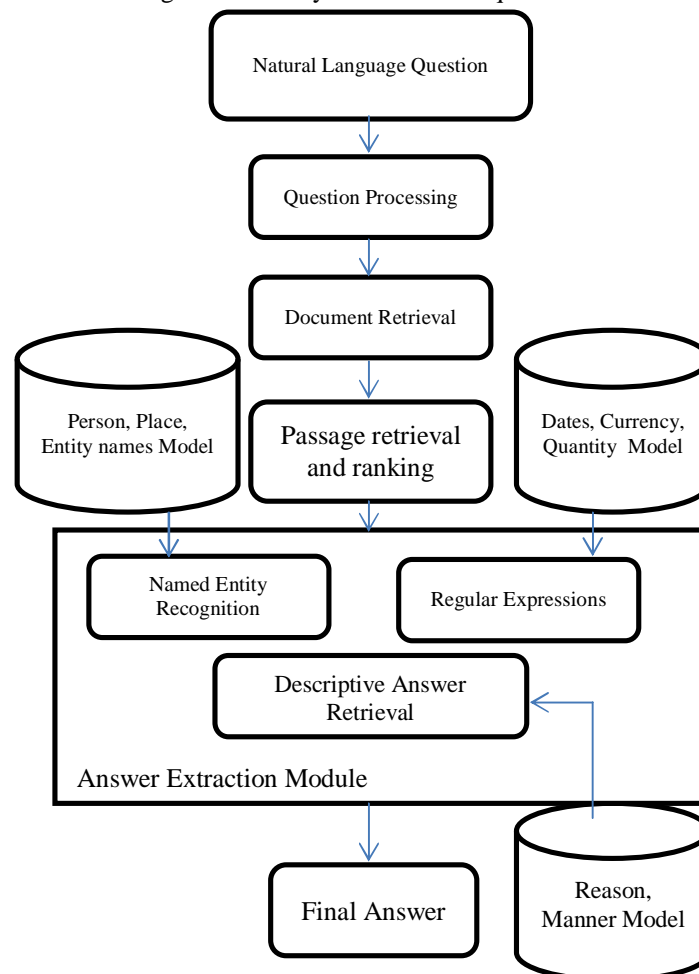 Natural Language Question
Question Processing
Document Retrieval
Person, Place,
Entity names Model
Passage retrieval
and ranking
Dates, Currency,
Quantity Model
Named Entity
Recognition
Regular Expressions
Descriptive Answer
Retrieval
Answer Extraction Module
Final Answer
Reason,
Manner Model